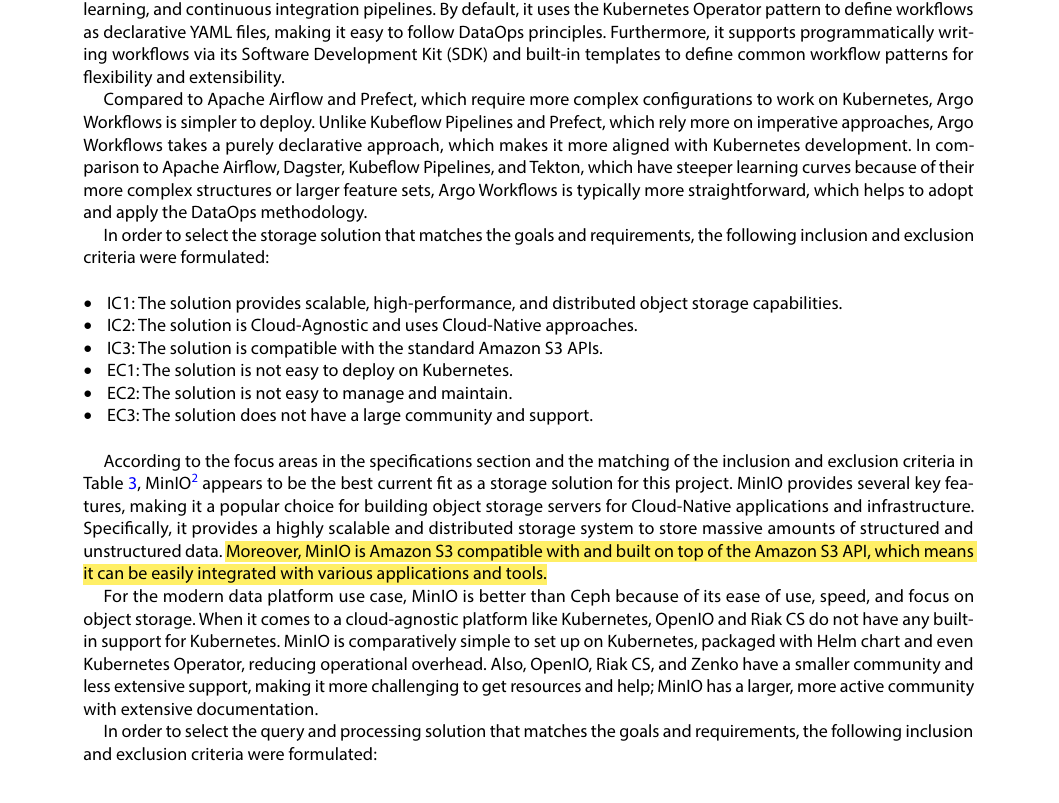 learning, and continuous integration pipelines. By default, it uses the Kubernetes Operator pattern to define workflows
as declarative YAML files, making it easy to follow DataOps principles. Furthermore, it supports programmatically writ-
ing workflows via its Software Development Kit (SDK) and built-in templates to define common workflow patterns for
flexibility and extensibility.
Compared to Apache Airflow and Prefect, which require more complex configurations to work on Kubernetes, Argo
Workflows is simpler to deploy. Unlike Kubeflow Pipelines and Prefect, which rely more on imperative approaches, Argo
Workflows takes a purely declarative approach, which makes it more aligned with Kubernetes development. In com-
parison to Apache Airflow, Dagster, Kubeflow Pipelines, and Tekton, which have steeper learning curves because of their
more complex structures or larger feature sets, Argo Workflows is typically more straightforward, which helps to adopt
and apply the DataOps methodology.
In order to select the storage solution that matches the goals and requirements, the following inclusion and exclusion
criteria were formulated:
• IC1: The solution provides scalable, high-performance, and distributed object storage capabilities.
• IC2: The solution is Cloud-Agnostic and uses Cloud-Native approaches.
• IC3: The solution is compatible with the standard Amazon S3 APIs.
• EC1: The solution is not easy to deploy on Kubernetes.
• EC2: The solution is not easy to manage and maintain.
• EC3: The solution does not have a large community and support.
According to the focus areas in the specifications section and the matching of the inclusion and exclusion criteria in
Table 3, MinIO2 appears to be the best current fit as a storage solution for this project. MinIO provides several key fea-
tures, making it a popular choice for building object storage servers for Cloud-Native applications and infrastructure.
Specifically, it provides a highly scalable and distributed storage system to store massive amounts of structured and
unstructured data. Moreover, MinIO is Amazon S3 compatible with and built on top of the Amazon S3 API, which means
it can be easily integrated with various applications and tools.
For the modern data platform use case, MinIO is better than Ceph because of its ease of use, speed, and focus on
object storage. When it comes to a cloud-agnostic platform like Kubernetes, OpenIO and Riak CS do not have any built-
in support for Kubernetes. MinIO is comparatively simple to set up on Kubernetes, packaged with Helm chart and even
Kubernetes Operator, reducing operational overhead. Also, OpenIO, Riak CS, and Zenko have a smaller community and
less extensive support, making it more challenging to get resources and help; MinIO has a larger, more active community
with extensive documentation.
In order to select the query and processing solution that matches the goals and requirements, the following inclusion
and exclusion criteria were formulated: